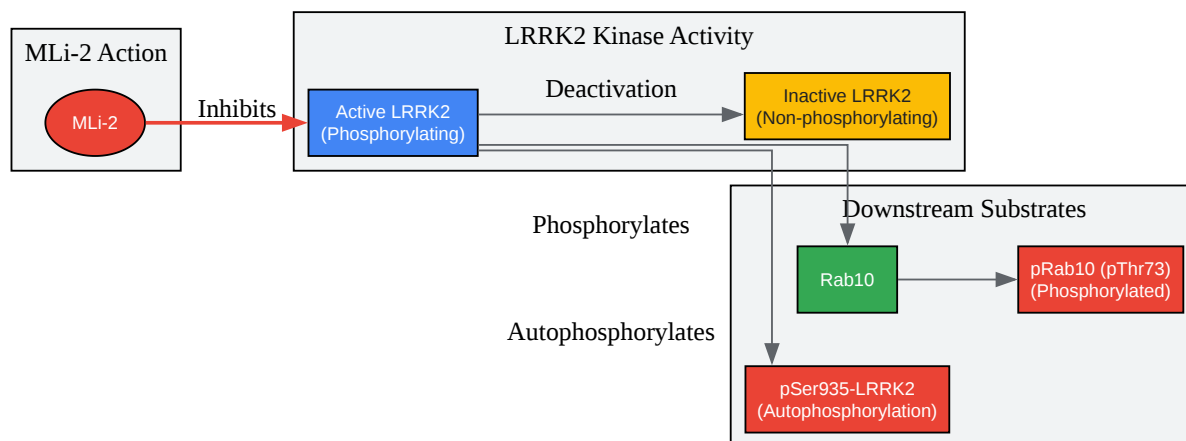 MLi-2 Action
MLi-2
Inhibits
LRRK2 Kinase Activity
Active LRRK2
(Phosphorylating)
Deactivation
Inactive LRRK2
(Non-phosphorylating)
Phosphorylates
Autophosphorylates
Downstream Substrates
Rab10
pRab10 (pThr73)
(Phosphorylated)
pSer935-LRRK2
(Autophosphorylation)